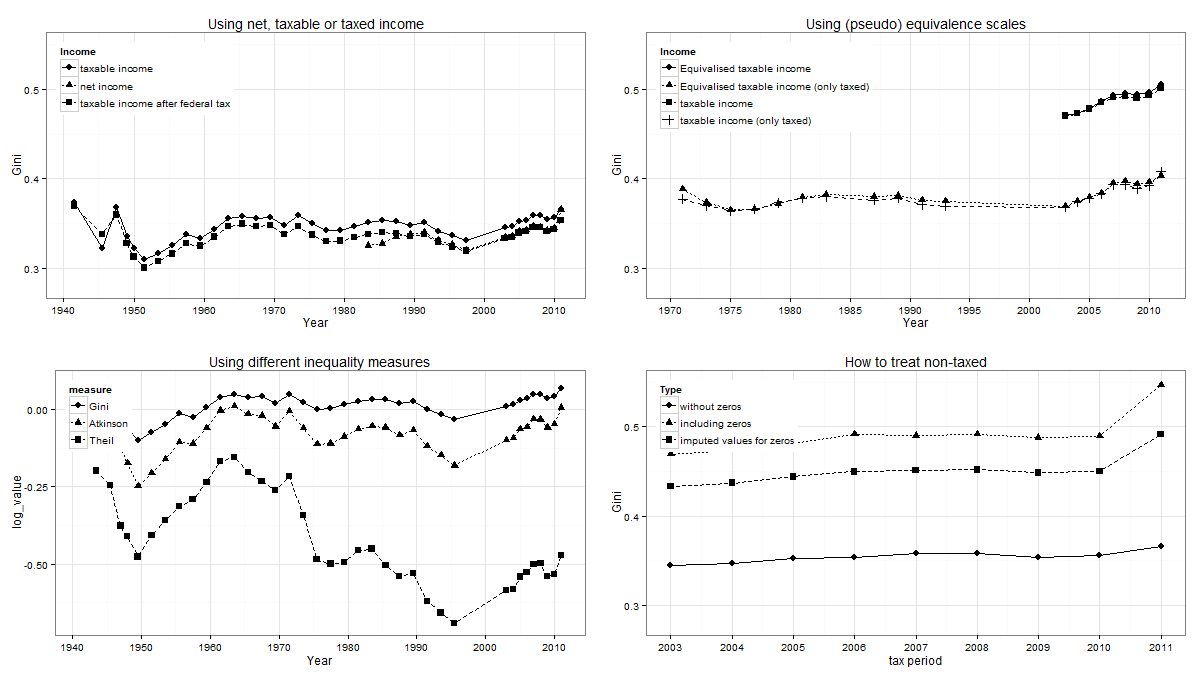 Using net, taxable or taxed income
Income
taxable income
net income
taxable income after federal tax
0.5
0.4
0.3
Gini
1940 1950 1960 1970 1980 1990 2000 2010
Year
Using (pseudo) equivalence scales
Income
Equivalised taxable income
Equivalised taxable income (only taxed)
taxable income
taxable income (only taxed)
0.5
0.4
0.3
Gini
1970 1975 1980 1985 1990 1995 2000 2005 2010
Year
Using different inequality measures
measure
Gini
Atkinson
Theil
0.00
-0.25
-0.50
log_value
1940 1950 1960 1970 1980 1990 2000 2010
Year
How to treat non-taxed
Type
without zeros
including zeros
imputed values for zeros
0.5
0.4
0.3
Gini
2003 2004 2005 2006 2007 2008 2009 2010 2011
tax period